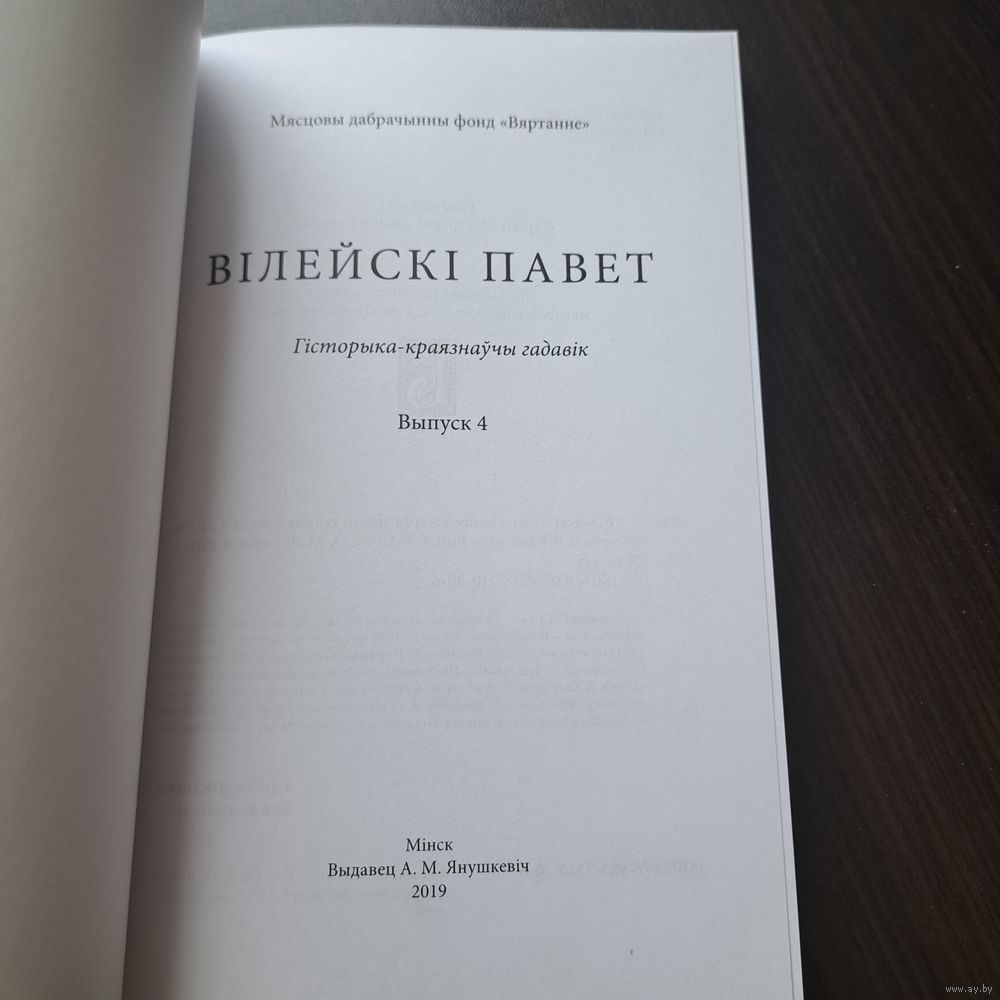 Мясцовы дабрачынны фонд «Вяртанне»
ВІЛЕЙСКІ ПАВЕТ
Гісторыка-краязнаўчы гадавік
Выпуск 4
Мінск
Выдавец А. М. Янушкевіч
2019
www.ay.by